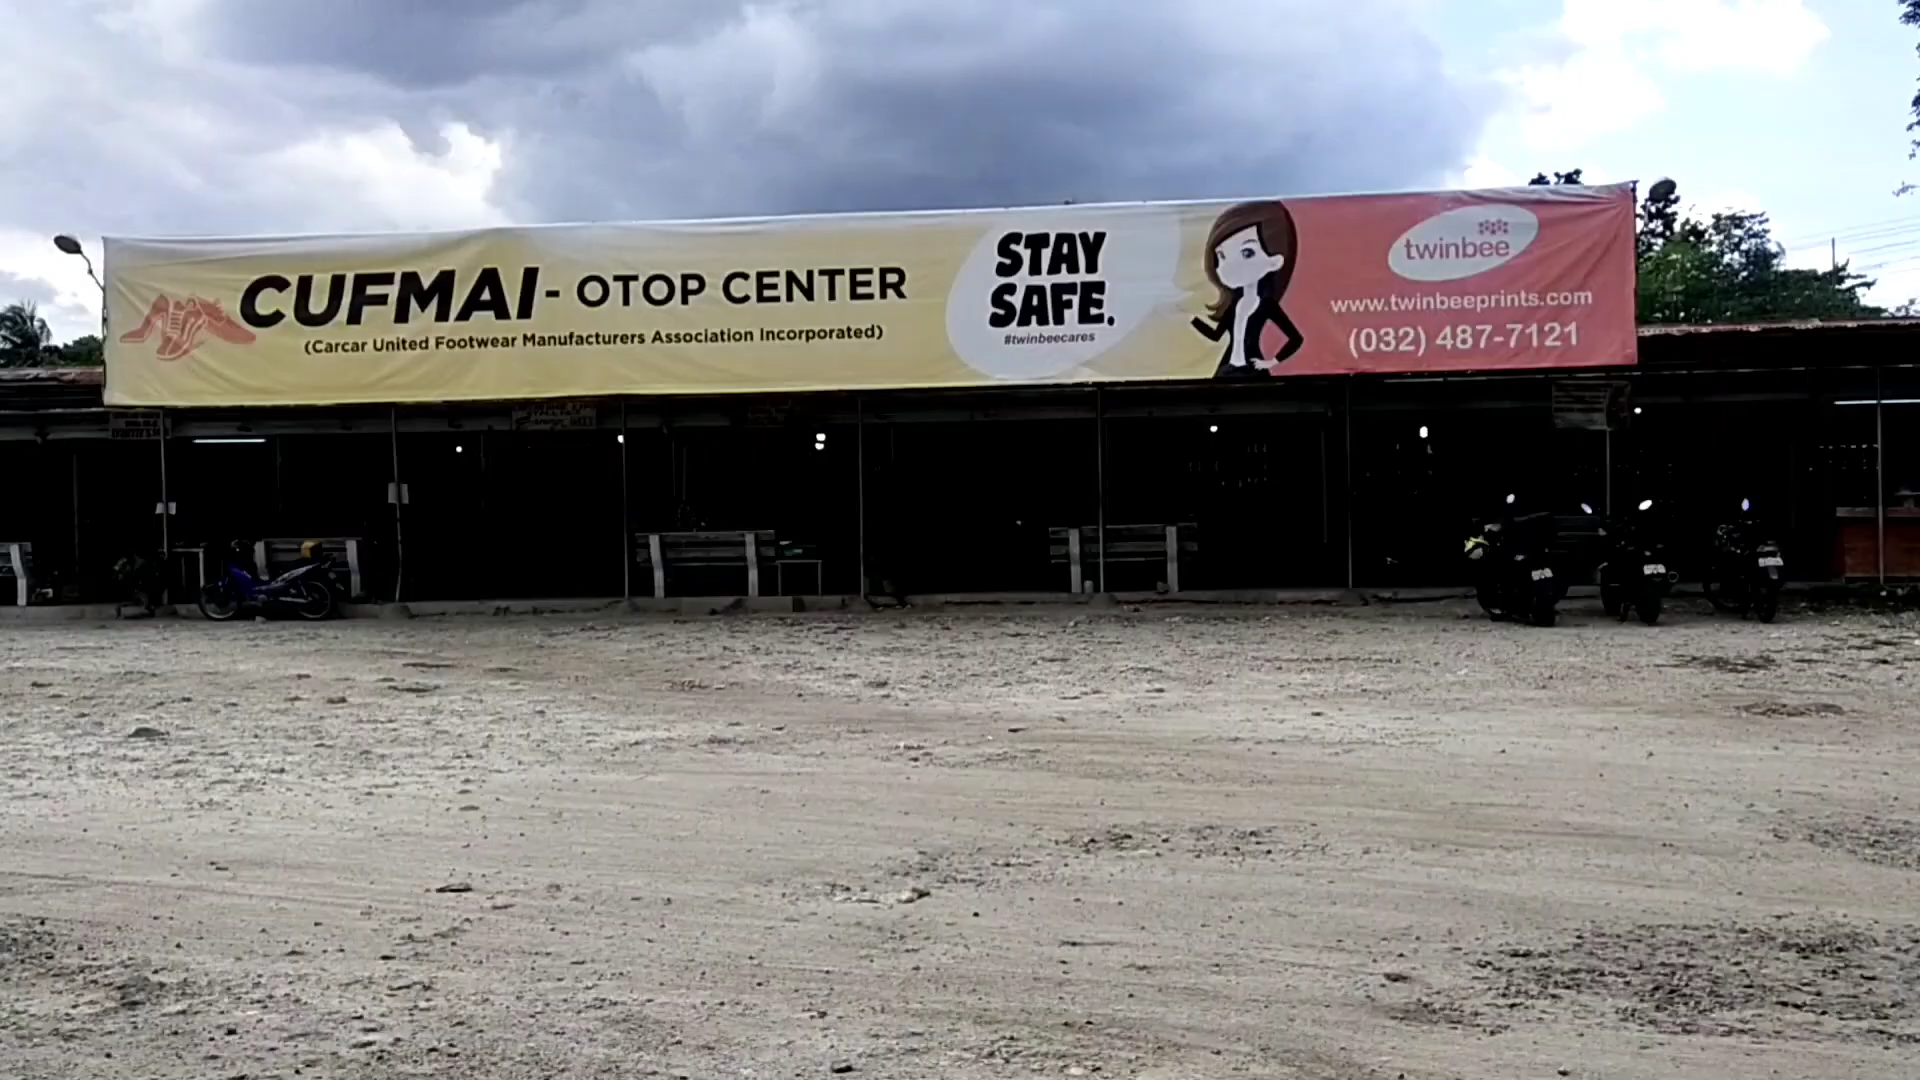 CUFMAI - OTOP CENTER
(Carcar United Footwear Manufacturers Association Incorporated)
STAY
SAFE.
#twinbeecares
twinbee
www.twinbeeprints.com
(032) 487-7121